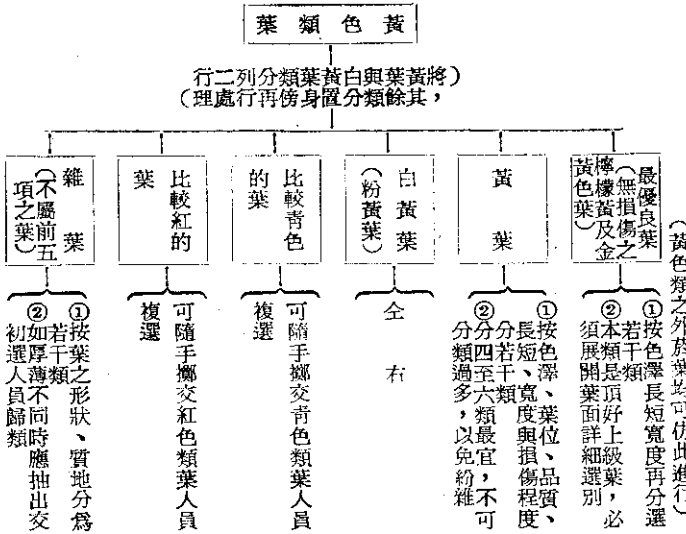 黃色類葉
(將黃葉與白黃葉類分列二行
,其餘類分置身傍再行處理)
(黃色類之外菸葉均可仿此進行)
最優良葉
(無損傷之
檸檬黃及金
黃色葉)
①按色澤長短寬度再分選
若干類
②本類是頂好上級葉,必
須展開葉面詳細選別
黃葉
①按色澤、葉位、品質、
長短、寬度與損傷程度
分若干類
②分四至六類最宜,不可
分類過多,以免紛雜
白黃葉
(粉黃葉)
仝右
比較靑色
的葉
可隨手擲交靑色類葉人員
複選
比較紅的
葉
可隨手擲交紅色類葉人員
複選
雜葉
(不屬前五
項之葉)
①按葉之形狀、質地分爲
若干類
②如厚薄不同時應抽出交
初選人員歸類